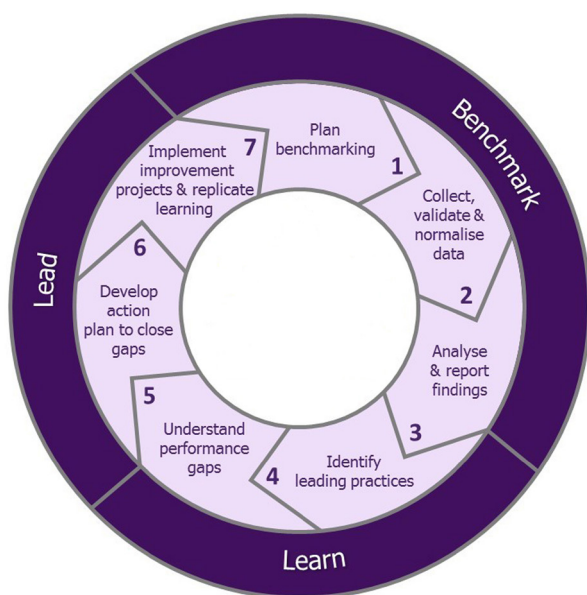 Benchmark
Plan
benchmarking
1
Collect,
validate &
normalise
data
2
Analyse
& report
findings
3
Learn
Identify
leading practices
4
Understand
performance
gaps
5
Lead
Develop
action
plan to close
gaps
6
Implement
improvement
projects & replicate
learning
7